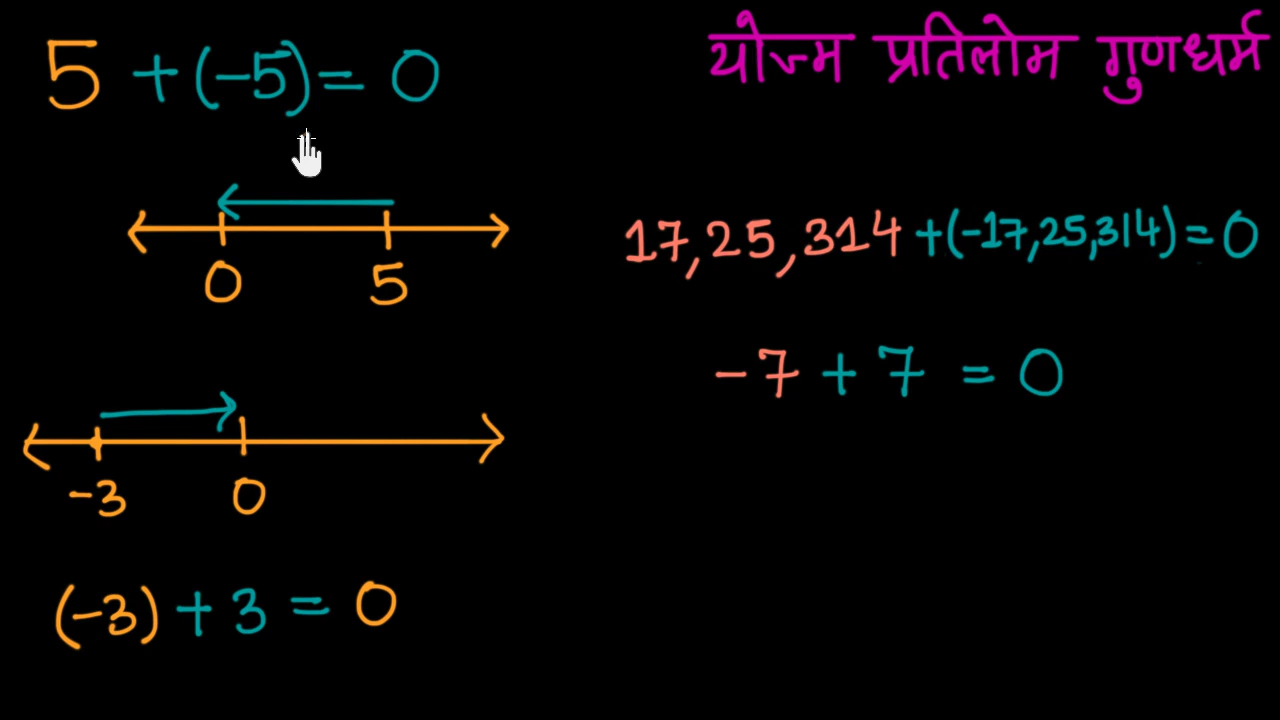 5 + (-5) = 0
योज्म प्रतिलोम गुणधर्म
0 5
17,25,314 + (-17,25,314) = 0
-7 + 7 = 0
-3 0
(-3) + 3 = 0